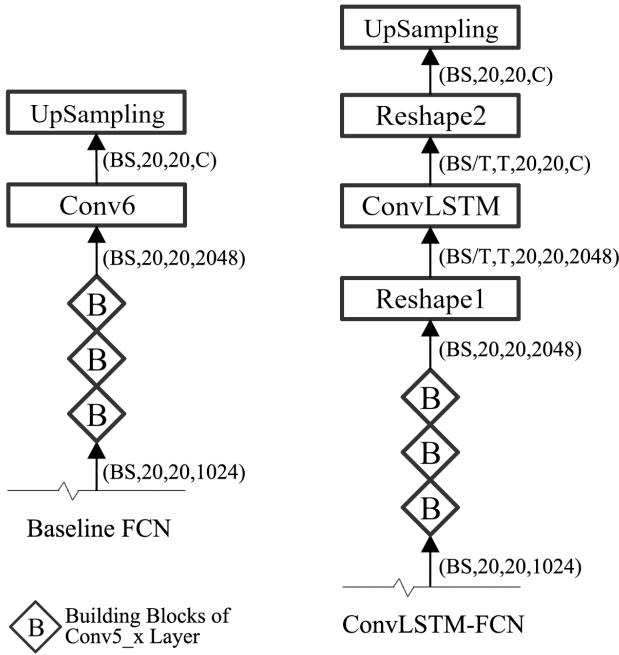 UpSampling
(BS,20,20,C)
Conv6
(BS,20,20,2048)
B
B
B
(BS,20,20,1024)
Baseline FCN
B
Building Blocks of
Conv5_x Layer
UpSampling
(BS,20,20,C)
Reshape2
(BS/T,T,20,20,C)
ConvLSTM
(BS/T,T,20,20,2048)
Reshape1
(BS,20,20,2048)
B
B
B
(BS,20,20,1024)
ConvLSTM-FCN